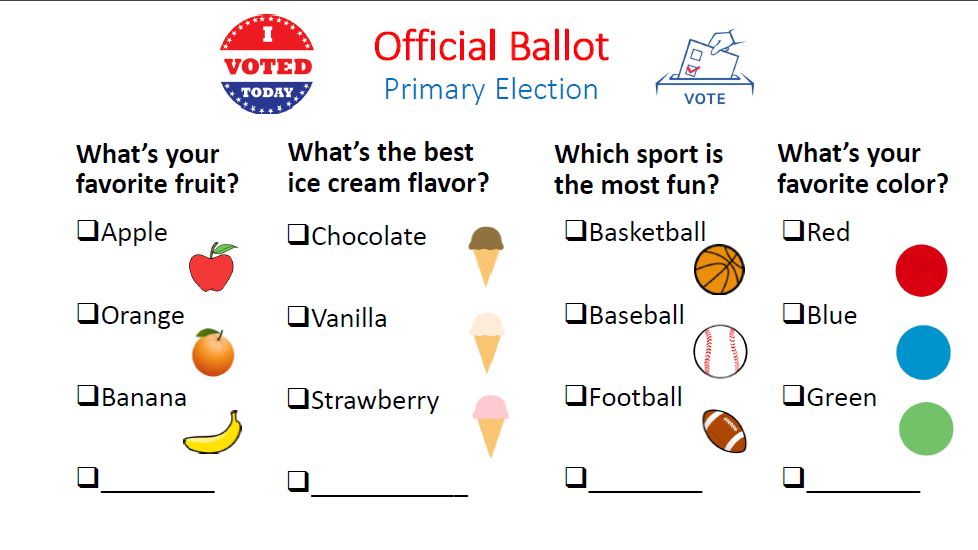 I
VOTED
TODAY
Official Ballot
Primary Election
VOTE
What's your
favorite fruit?
❑Apple
❑Orange
❑Banana
❑________
What's the best
ice cream flavor?
❑Chocolate
❑Vanilla
❑Strawberry
❑___________
Which sport is
the most fun?
❑Basketball
❑Baseball
❑Football
❑________
What's your
favorite color?
❑Red
❑Blue
❑Green
❑________